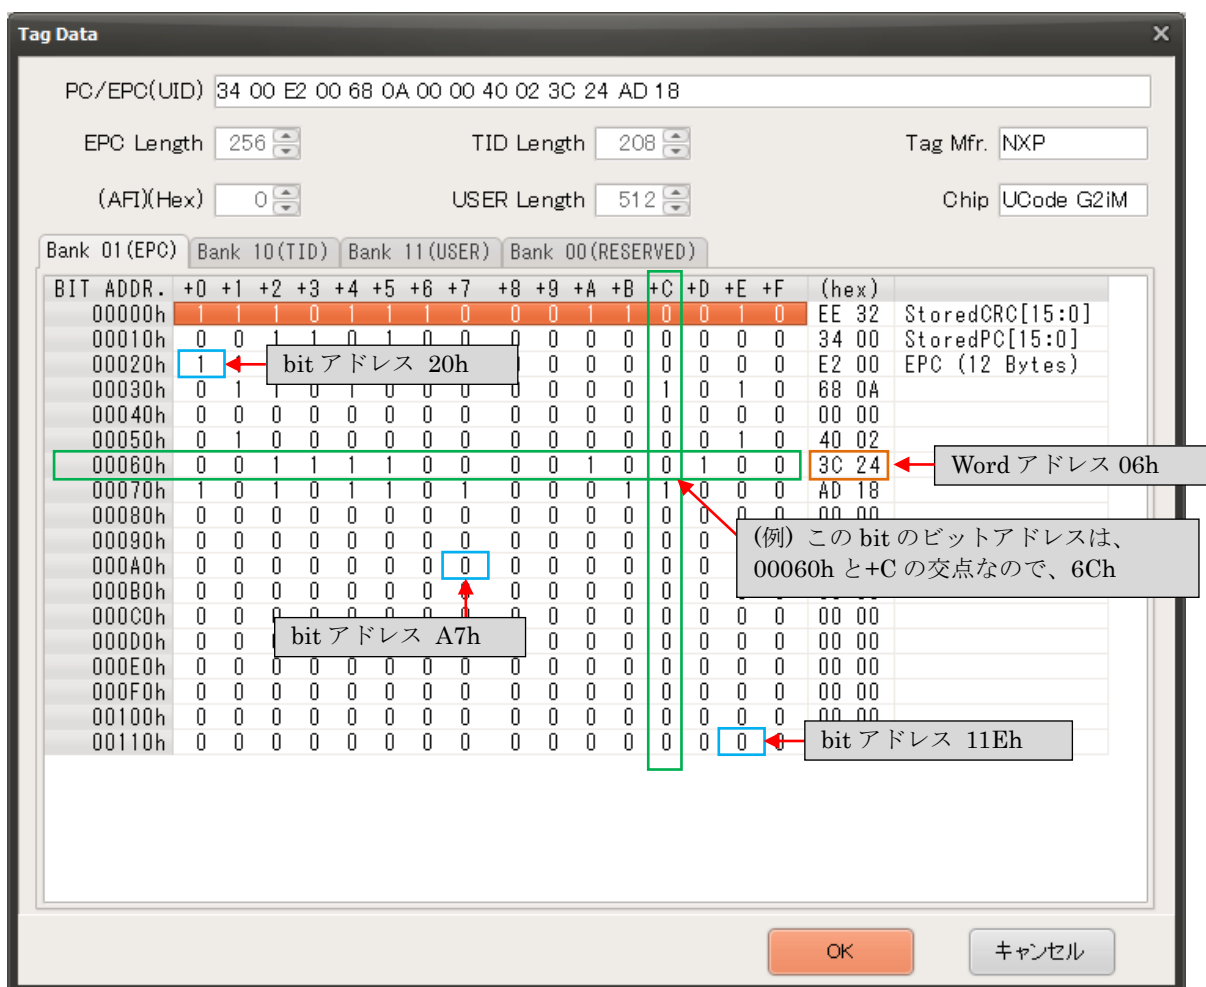 Tag Data
PC/EPC(UID) 34 00 E2 00 68 0A 00 00 40 02 3C 24 AD 18
EPC Length 256 TID Length 208 Tag Mfr. NXP
(AFI)(Hex) 0 USER Length 512 Chip UCode G2iM
Bank 01(EPC) Bank 10(TID) Bank 11(USER) Bank 00(RESERVED)
BIT ADDR. +0 +1 +2 +3 +4 +5 +6 +7 +8 +9 +A +B +C +D +E +F (hex)
00000h 1 1 1 0 1 1 1 0 0 0 1 1 0 0 1 0 EE 32 StoredCRC[15:0]
00010h 0 0 1 1 0 1 0 0 0 0 0 0 0 0 0 0 34 00 StoredPC[15:0]
00020h 1 bit アドレス 20h 0 0 0 0 0 0 0 E2 00 EPC (12 Bytes)
00030h 0 1 1 0 1 0 0 0 0 0 0 0 1 0 1 0 68 0A
00040h 0 0 0 0 0 0 0 0 0 0 0 0 0 0 0 0 00 00
00050h 0 1 0 0 0 0 0 0 0 0 0 0 0 0 1 0 40 02
00060h 0 0 1 1 1 1 0 0 0 0 1 0 0 1 0 0 3C 24 Word アドレス 06h
00070h 1 0 1 0 1 1 0 1 0 0 0 1 1 0 0 0 AD 18
00080h 0 0 0 0 0 0 0 0 0 0 0 0 0 0 0 0 00 00
00090h 0 0 0 0 0 0 0 0 0 0 0 0 0 0 (例) この bit のビットアドレスは、
000A0h 0 0 0 0 0 0 0 0 0 0 0 0 0 0 00060h と+C の交点なので、6Ch
000B0h 0 0 0 0 0 0 0 0 0 0 0 0 0 0 0 0
000C0h 0 0 0 0 0 0 0 0 0 0 0 0 0 0 0 0 00 00
000D0h 0 0 bit アドレス A7h 0 0 0 0 0 0 0 00 00
000E0h 0 0 0 0 0 0 0 0 0 0 0 0 0 0 0 0 00 00
000F0h 0 0 0 0 0 0 0 0 0 0 0 0 0 0 0 0 00 00
00100h 0 0 0 0 0 0 0 0 0 0 0 0 0 0 0 0 00 00
00110h 0 0 0 0 0 0 0 0 0 0 0 0 0 0 0 0 bit アドレス 11Eh
OK キャンセル